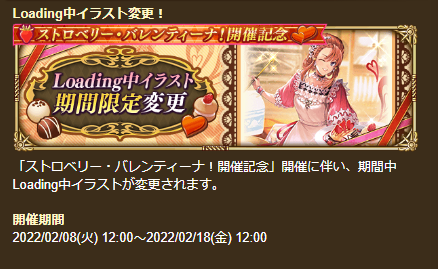 Loading中イラスト変更！
ストロベリー・バレンティーナ！開催記念
Loading中イラスト
期間限定変更
「ストロベリー・バレンティーナ！開催記念」開催に伴い、期間中
Loading中イラストが変更されます。
開催期間
2022/02/08(火) 12:00～2022/02/18(金) 12:00